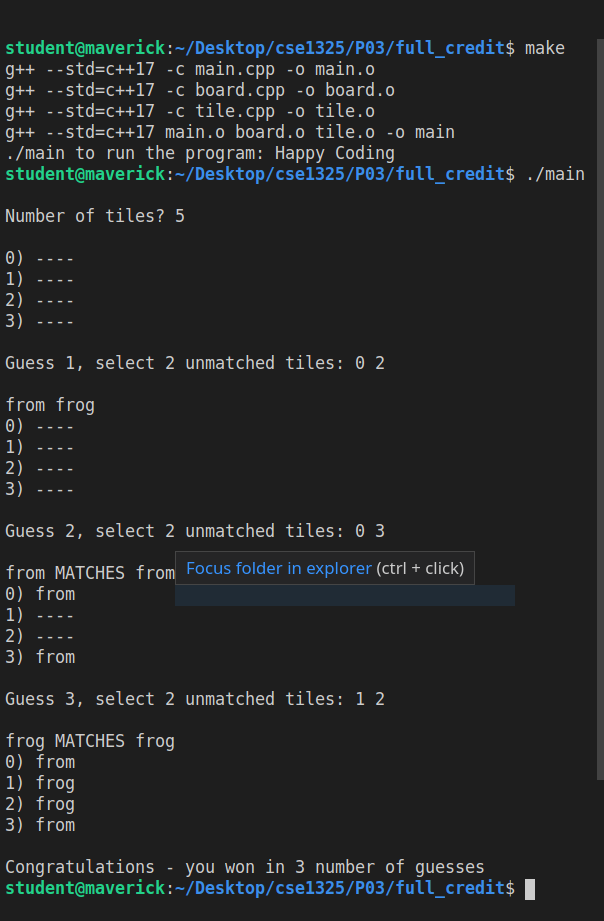 student@maverick:~/Desktop/cse1325/P03/full_credit$ make
g++ --std=c++17 -c main.cpp -o main.o
g++ --std=c++17 -c board.cpp -o board.o
g++ --std=c++17 -c tile.cpp -o tile.o
g++ --std=c++17 main.o board.o tile.o -o main
./main to run the program: Happy Coding
student@maverick:~/Desktop/cse1325/P03/full_credit$ ./main
Number of tiles? 5
0) ----
1) ----
2) ----
3) ----
Guess 1, select 2 unmatched tiles: 0 2
from frog
0) ----
1) ----
2) ----
3) ----
Guess 2, select 2 unmatched tiles: 0 3
from MATCHES from
Focus folder in explorer (ctrl + click)
0) from
1) ----
2) ----
3) from
Guess 3, select 2 unmatched tiles: 1 2
frog MATCHES frog
0) from
1) frog
2) frog
3) from
Congratulations - you won in 3 number of guesses
student@maverick:~/Desktop/cse1325/P03/full_credit$